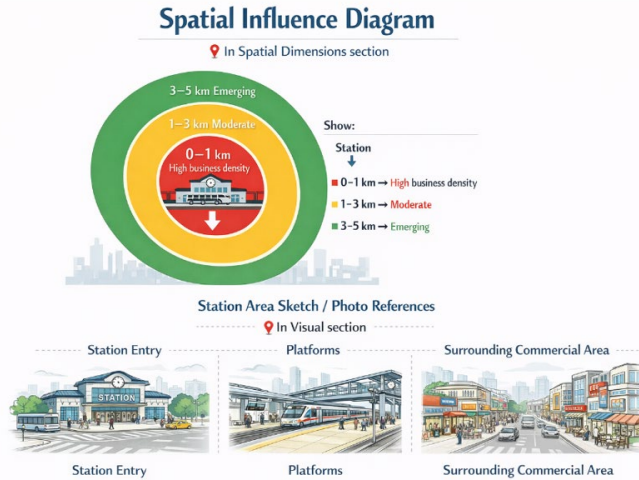 Spatial Influence Diagram
In Spatial Dimensions section
3–5 km Emerging
1–3 km Moderate
0–1 km
High business density
Show:
Station
0–1 km → High business density
1–3 km → Moderate
3–5 km → Emerging
Station Area Sketch / Photo References
In Visual section
Station Entry
Platforms
Surrounding Commercial Area
STATION
Station Entry
Platforms
Surrounding Commercial Area